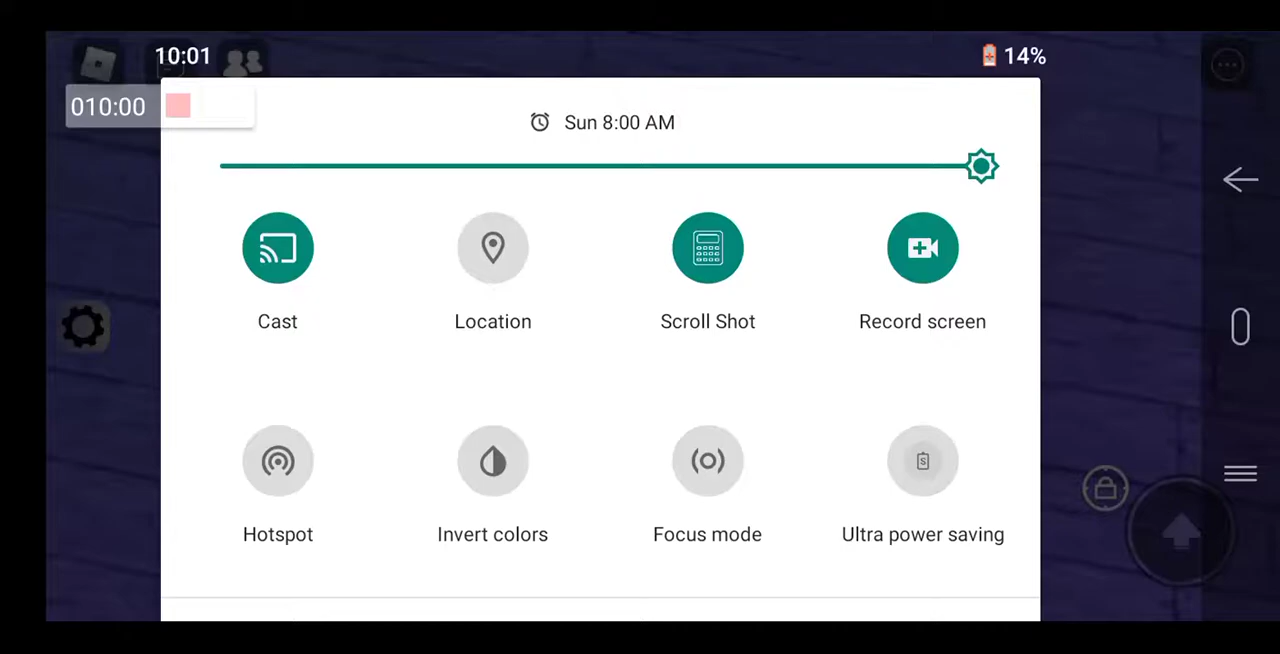 10:01
14%
010:00
Sun 8:00 AM
Cast
Location
Scroll Shot
Record screen
S
Hotspot
Invert colors
Focus mode
Ultra power saving